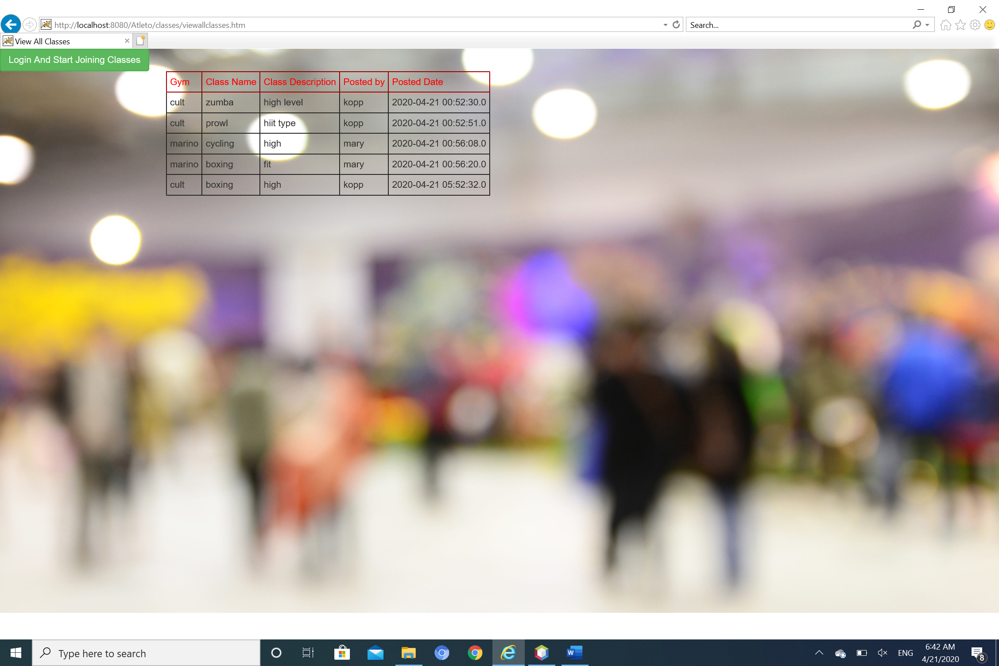 http://localhost:8080/Atleto/classes/viewallclasses.htm
Search...
View All Classes
Login And Start Joining Classes
Gym Class Name Class Description Posted by Posted Date
cult zumba high level kopp 2020-04-21 00:52:30.0
cult prowl hiit type kopp 2020-04-21 00:52:51.0
marino cycling high mary 2020-04-21 00:56:08.0
marino boxing fit mary 2020-04-21 00:56:20.0
cult boxing high kopp 2020-04-21 05:52:32.0
Type here to search
W
ENG
6:42 AM
4/21/2020
8